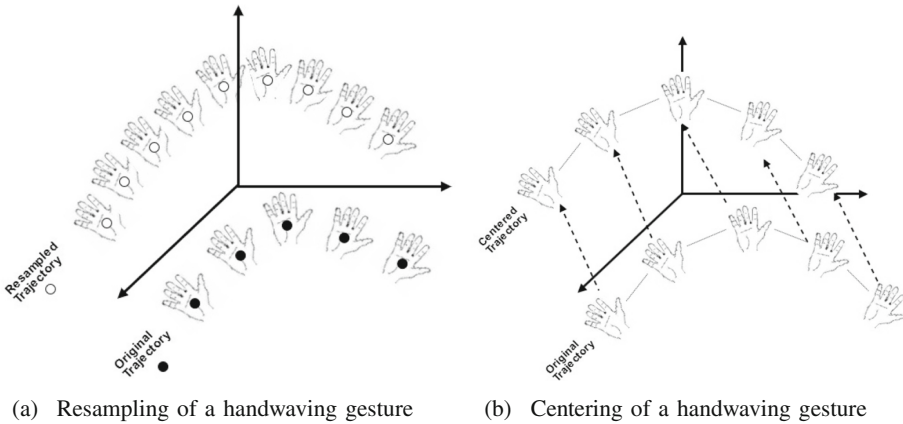 Resampled
Trajectory
Original
Trajectory
Centered
Trajectory
Original
Trajectory
(a) Resampling of a handwaving gesture
(b) Centering of a handwaving gesture